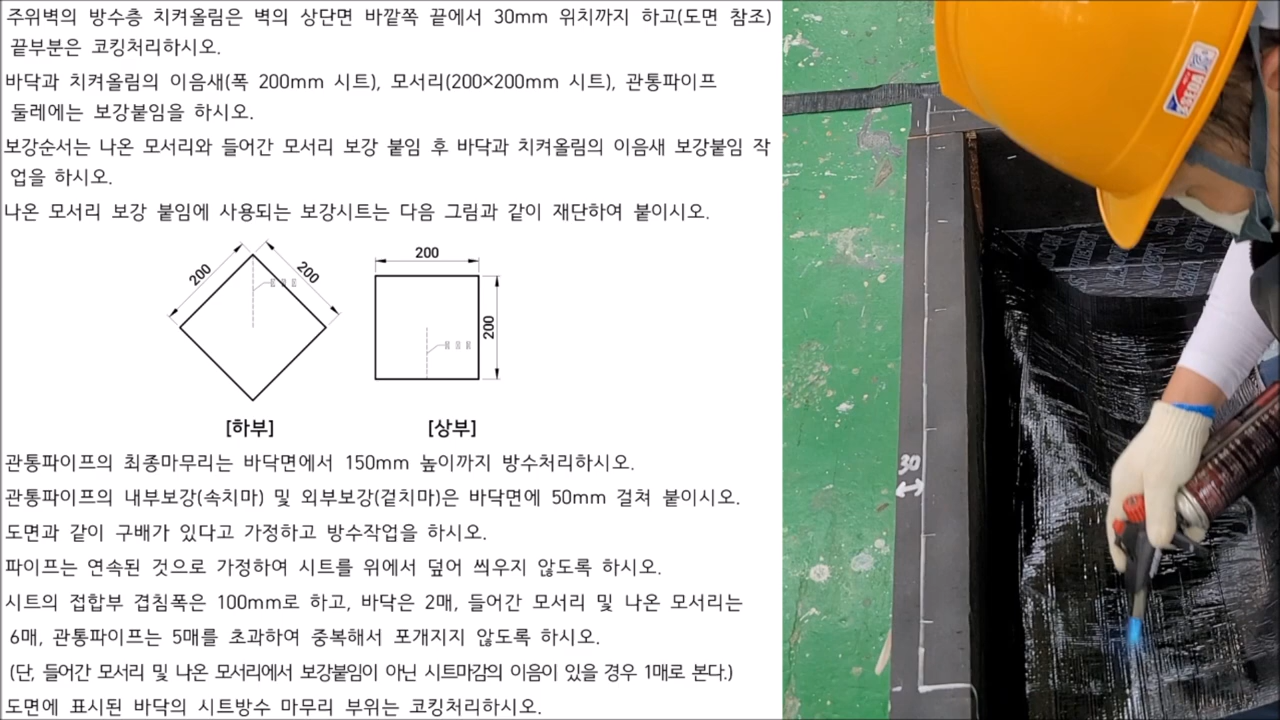 주위벽의 방수층 치켜올림은 벽의 상단면 바깥쪽 끝에서 30mm 위치까지 하고(도면 참조)
끝부분은 코킹처리하시오.
바닥과 치켜올림의 이음새(폭 200mm 시트), 모서리(200×200mm 시트), 관통파이프
둘레에는 보강붙임을 하시오.
보강순서는 나온 모서리와 들어간 모서리 보강 붙임 후 바닥과 치켜올림의 이음새 보강붙임 작
업을 하시오.
나온 모서리 보강 붙임에 사용되는 보강시트는 다음 그림과 같이 재단하여 붙이시오.
200
200
200
200
[하부]
[상부]
관통파이프의 최종마무리는 바닥면에서 150mm 높이까지 방수처리하시오.
관통파이프의 내부보강(속치마) 및 외부보강(겉치마)은 바닥면에 50mm 걸쳐 붙이시오.
도면과 같이 구배가 있다고 가정하고 방수작업을 하시오.
파이프는 연속된 것으로 가정하여 시트를 위에서 덮어 씌우지 않도록 하시오.
시트의 접합부 겹침폭은 100mm로 하고, 바닥은 2매, 들어간 모서리 및 나온 모서리는
6매, 관통파이프는 5매를 초과하여 중복해서 포개지지 않도록 하시오.
(단, 들어간 모서리 및 나온 모서리에서 보강붙임이 아닌 시트마감의 이음이 있을 경우 1매로 본다.)
도면에 표시된 바닥의 시트방수 마무리 부위는 코킹처리하시오.
30